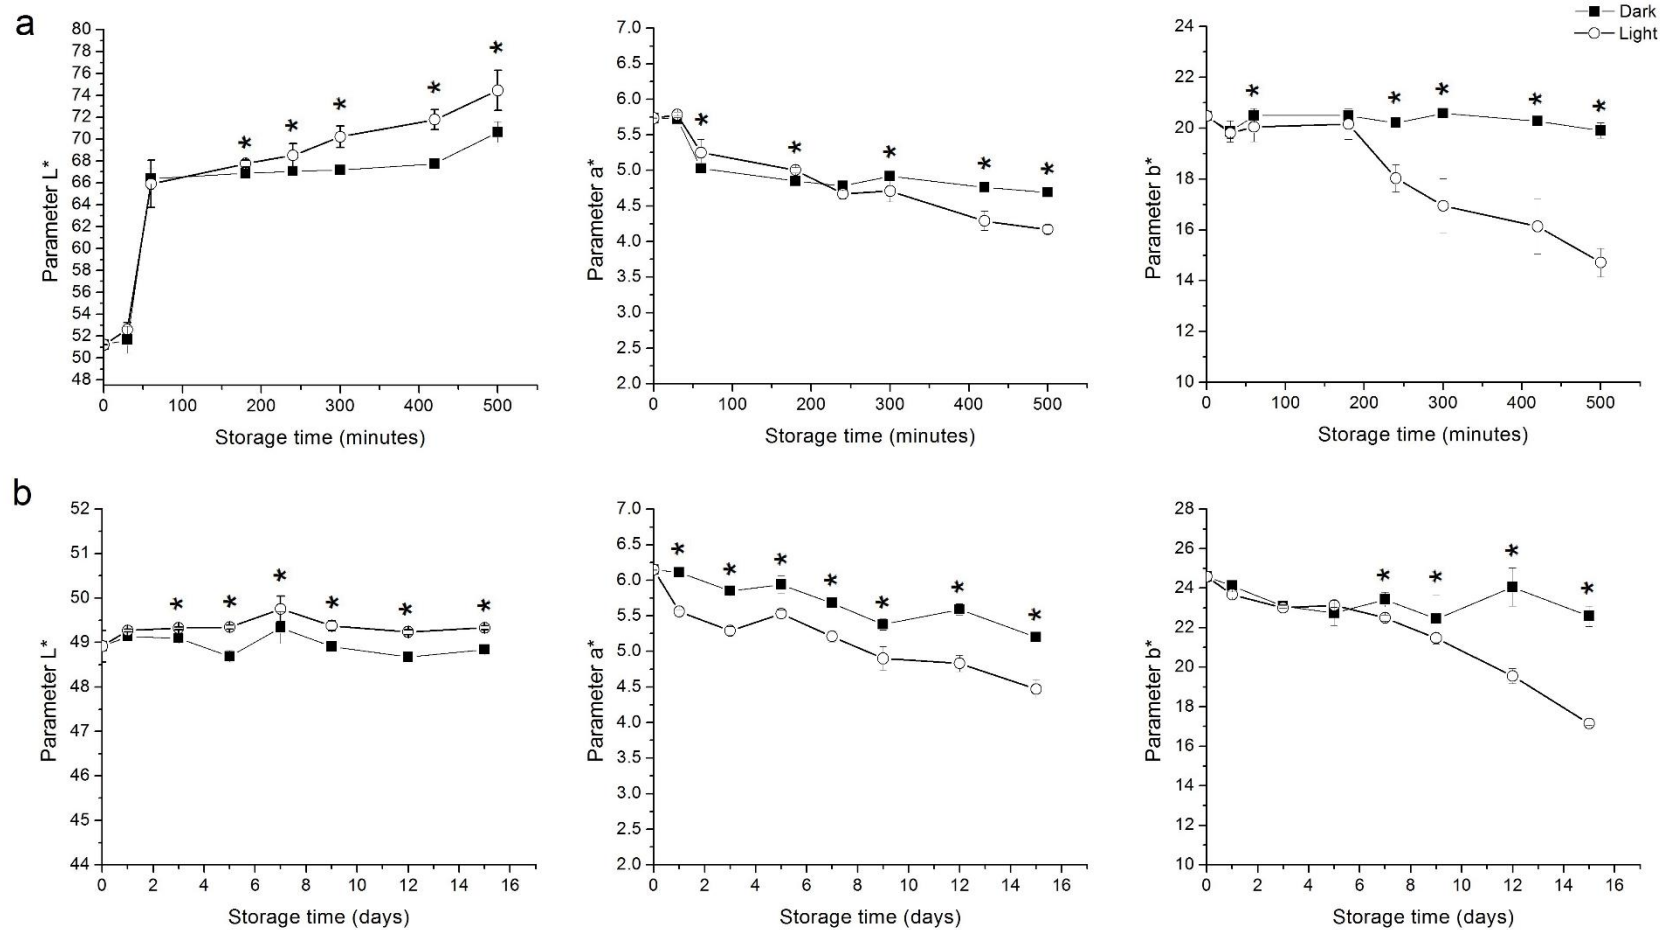 a
Dark
Light
80
78
76
74
72
70
68
66
64
62
60
58
56
54
52
50
48
Parameter L*
0 100 200 300 400 500
Storage time (minutes)
* * * * *
7.0
6.5
6.0
5.5
5.0
4.5
4.0
3.5
3.0
2.5
2.0
Parameter a*
0 100 200 300 400 500
Storage time (minutes)
* * * * *
24
22
20
18
16
14
12
10
Parameter b*
0 100 200 300 400 500
Storage time (minutes)
* * * * *
b
52
51
50
49
48
47
46
45
44
Parameter L*
0 2 4 6 8 10 12 14 16
Storage time (days)
* * * * * *
7.0
6.5
6.0
5.5
5.0
4.5
4.0
3.5
3.0
2.5
2.0
Parameter a*
0 2 4 6 8 10 12 14 16
Storage time (days)
* * * * * * *
28
26
24
22
20
18
16
14
12
10
Parameter b*
0 2 4 6 8 10 12 14 16
Storage time (days)
* * * *